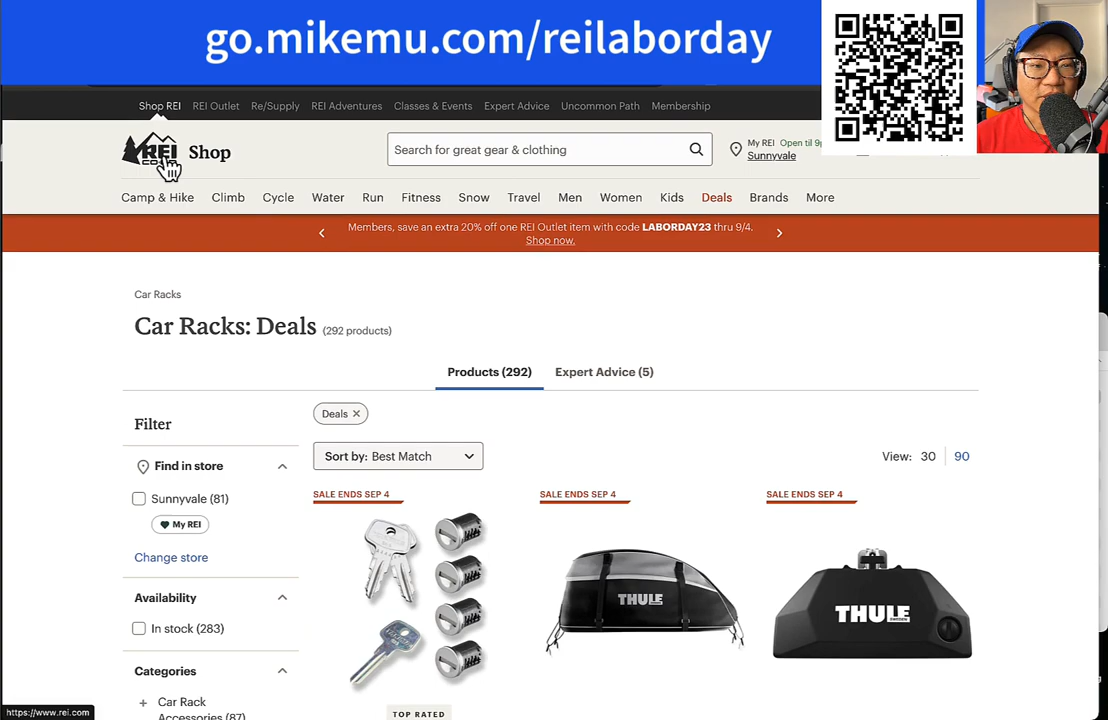 go.mikemu.com/reilaborday
Shop REI REI Outlet Re/Supply REI Adventures Classes & Events Expert Advice Uncommon Path Membership
REI Shop
Search for great gear & clothing
My REI Open til 9p
Sunnyvale
Camp & Hike Climb Cycle Water Run Fitness Snow Travel Men Women Kids Deals Brands More
Members, save an extra 20% off one REI Outlet item with code LABORDAY23 thru 9/4.
Shop now.
Car Racks
Car Racks: Deals (292 products)
Products (292) Expert Advice (5)
Filter
Deals ×
Sort by: Best Match
View: 30 90
Find in store
Sunnyvale (81)
My REI
Change store
Availability
In stock (283)
Categories
Car Rack
Accessories (87)
SALE ENDS SEP 4
SALE ENDS SEP 4
SALE ENDS SEP 4
THULE
THULE
TOP RATED
https://www.rei.com